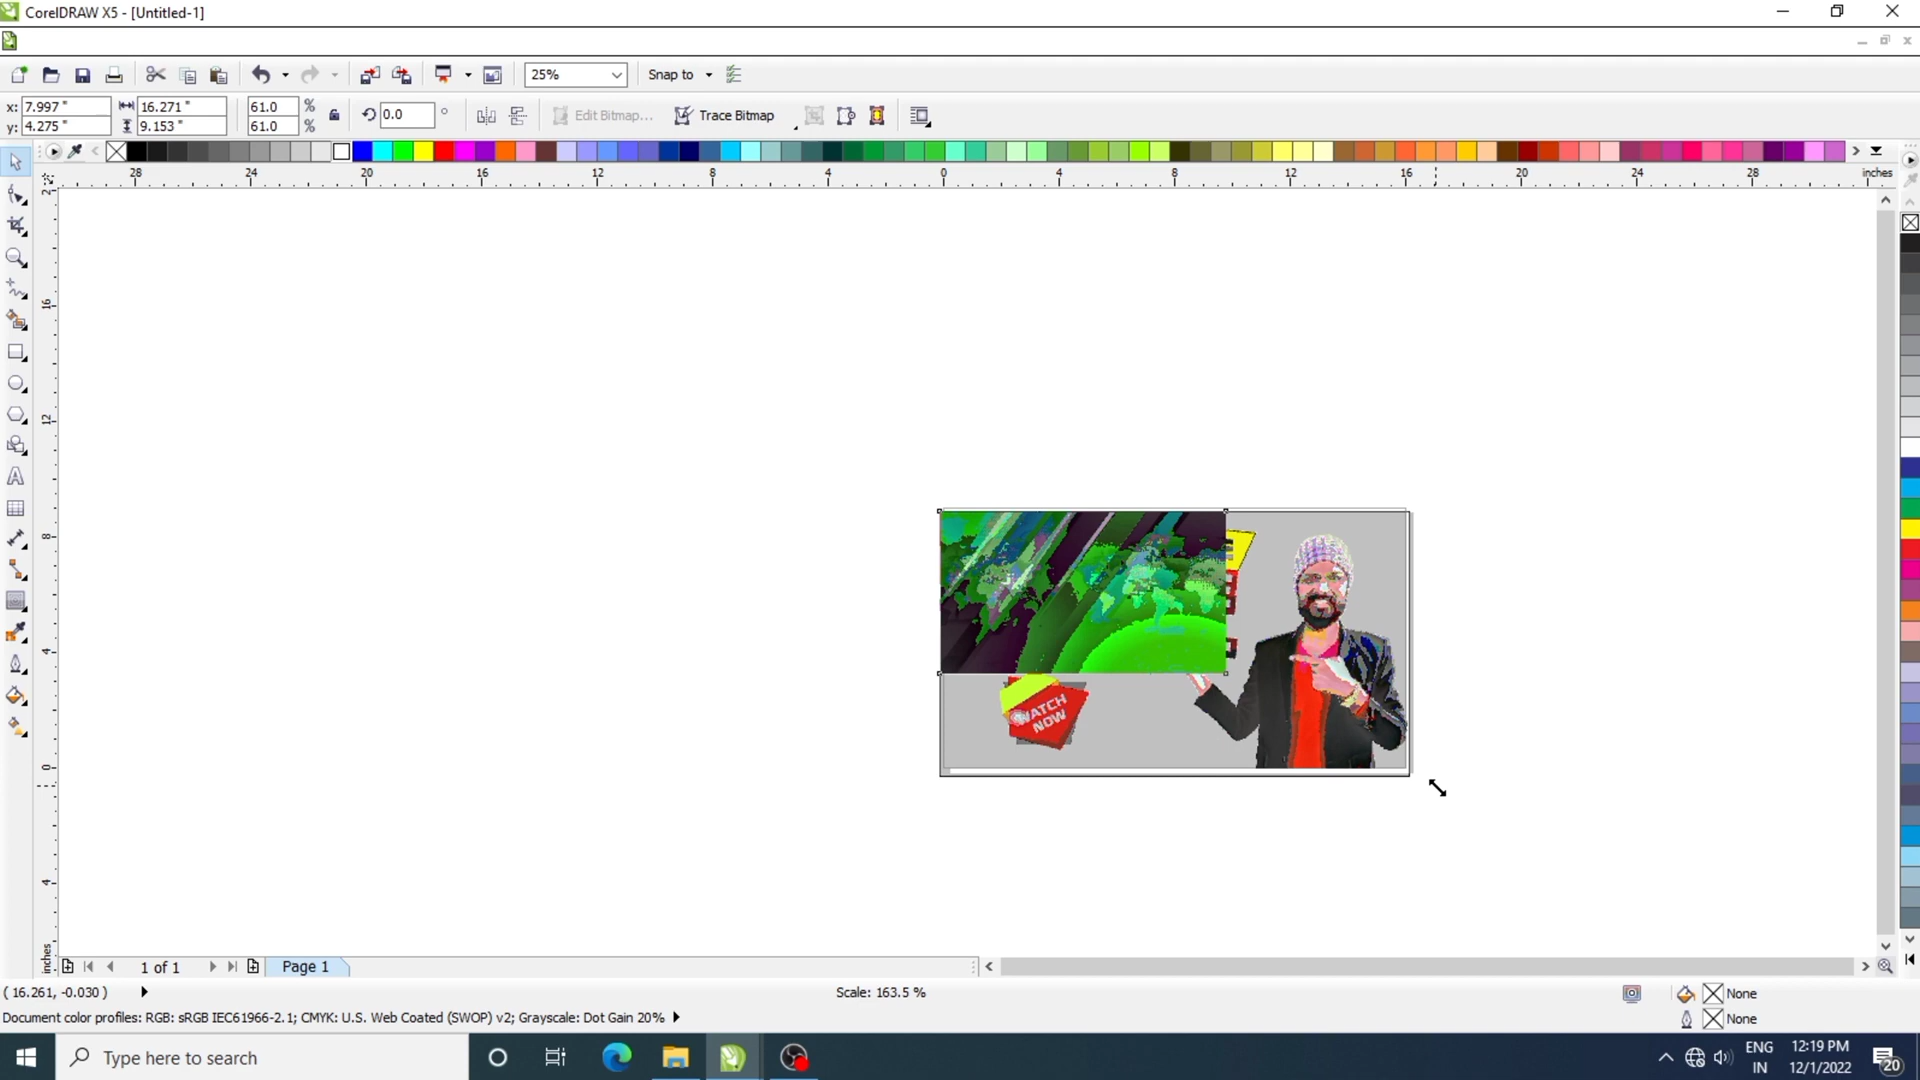 CorelDRAW X5 - [Untitled-1]
25%
Snap to
x: 7.997 " 16.271 " 61.0 % 0.0 °
y: 4.275 " 9.153 " 61.0 %
Edit Bitmap...
Trace Bitmap
28 24 20 16 12 8 4 0 4 8 12 16 20 24 28 inches
16
12
8
4
0
4
inches
WATCH
NOW
1 of 1
Page 1
( 16.261, -0.030 )
Scale: 163.5 %
None
Document color profiles: RGB: sRGB IEC61966-2.1; CMYK: U.S. Web Coated (SWOP) v2; Grayscale: Dot Gain 20%
None
Type here to search
ENG
IN
12:19 PM
12/1/2022
20